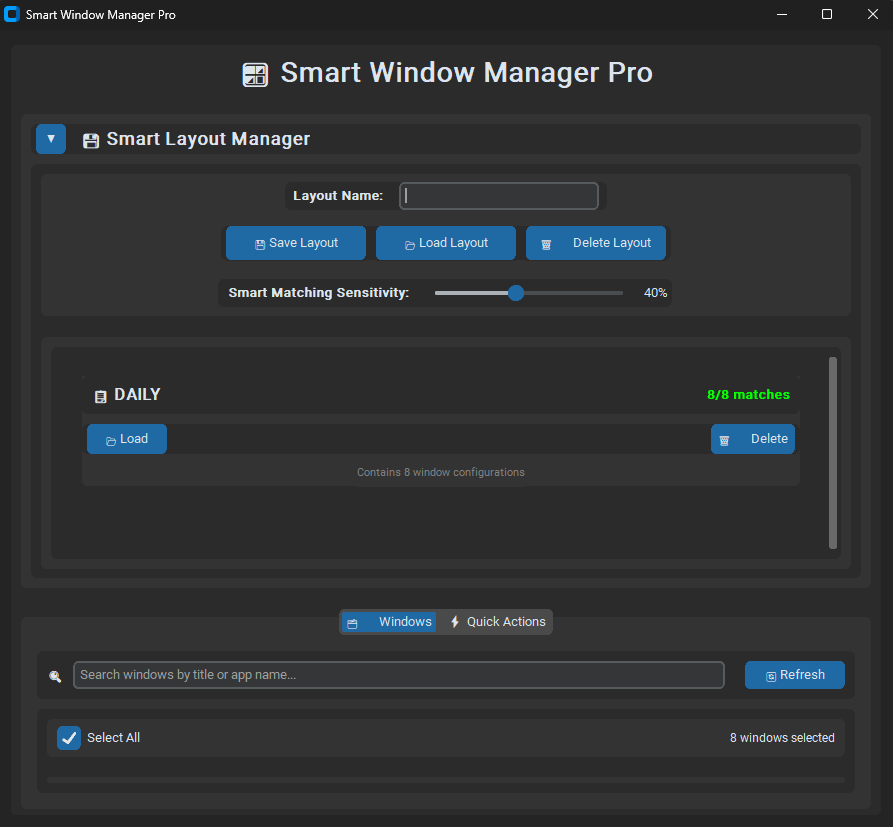 Smart Window Manager Pro
Smart Window Manager Pro
▼ Smart Layout Manager
Layout Name:
Save Layout Load Layout Delete Layout
Smart Matching Sensitivity: 40%
DAILY 8/8 matches
Load Delete
Contains 8 window configurations
Windows Quick Actions
Search windows by title or app name... Refresh
Select All 8 windows selected